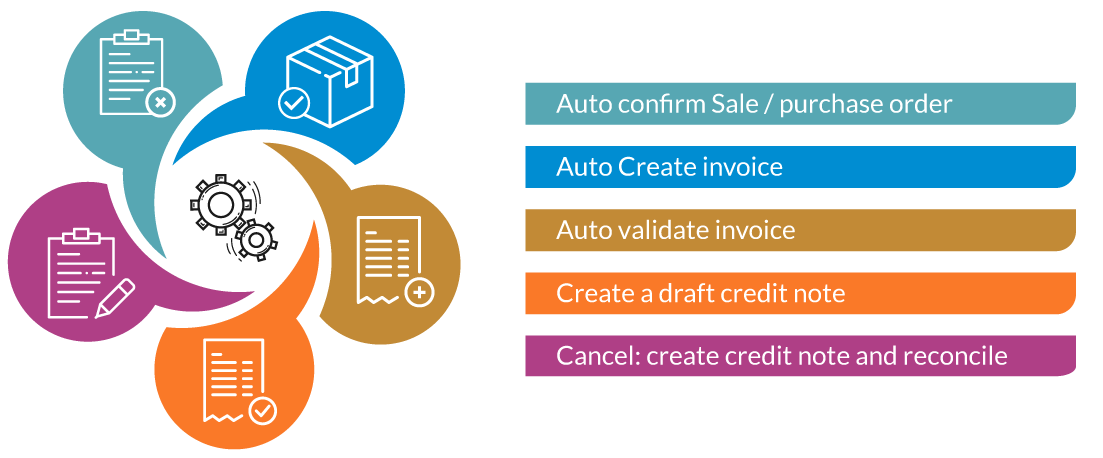 Auto confirm Sale / purchase order
Auto Create invoice
Auto validate invoice
Create a draft credit note
Cancel: create credit note and reconcile